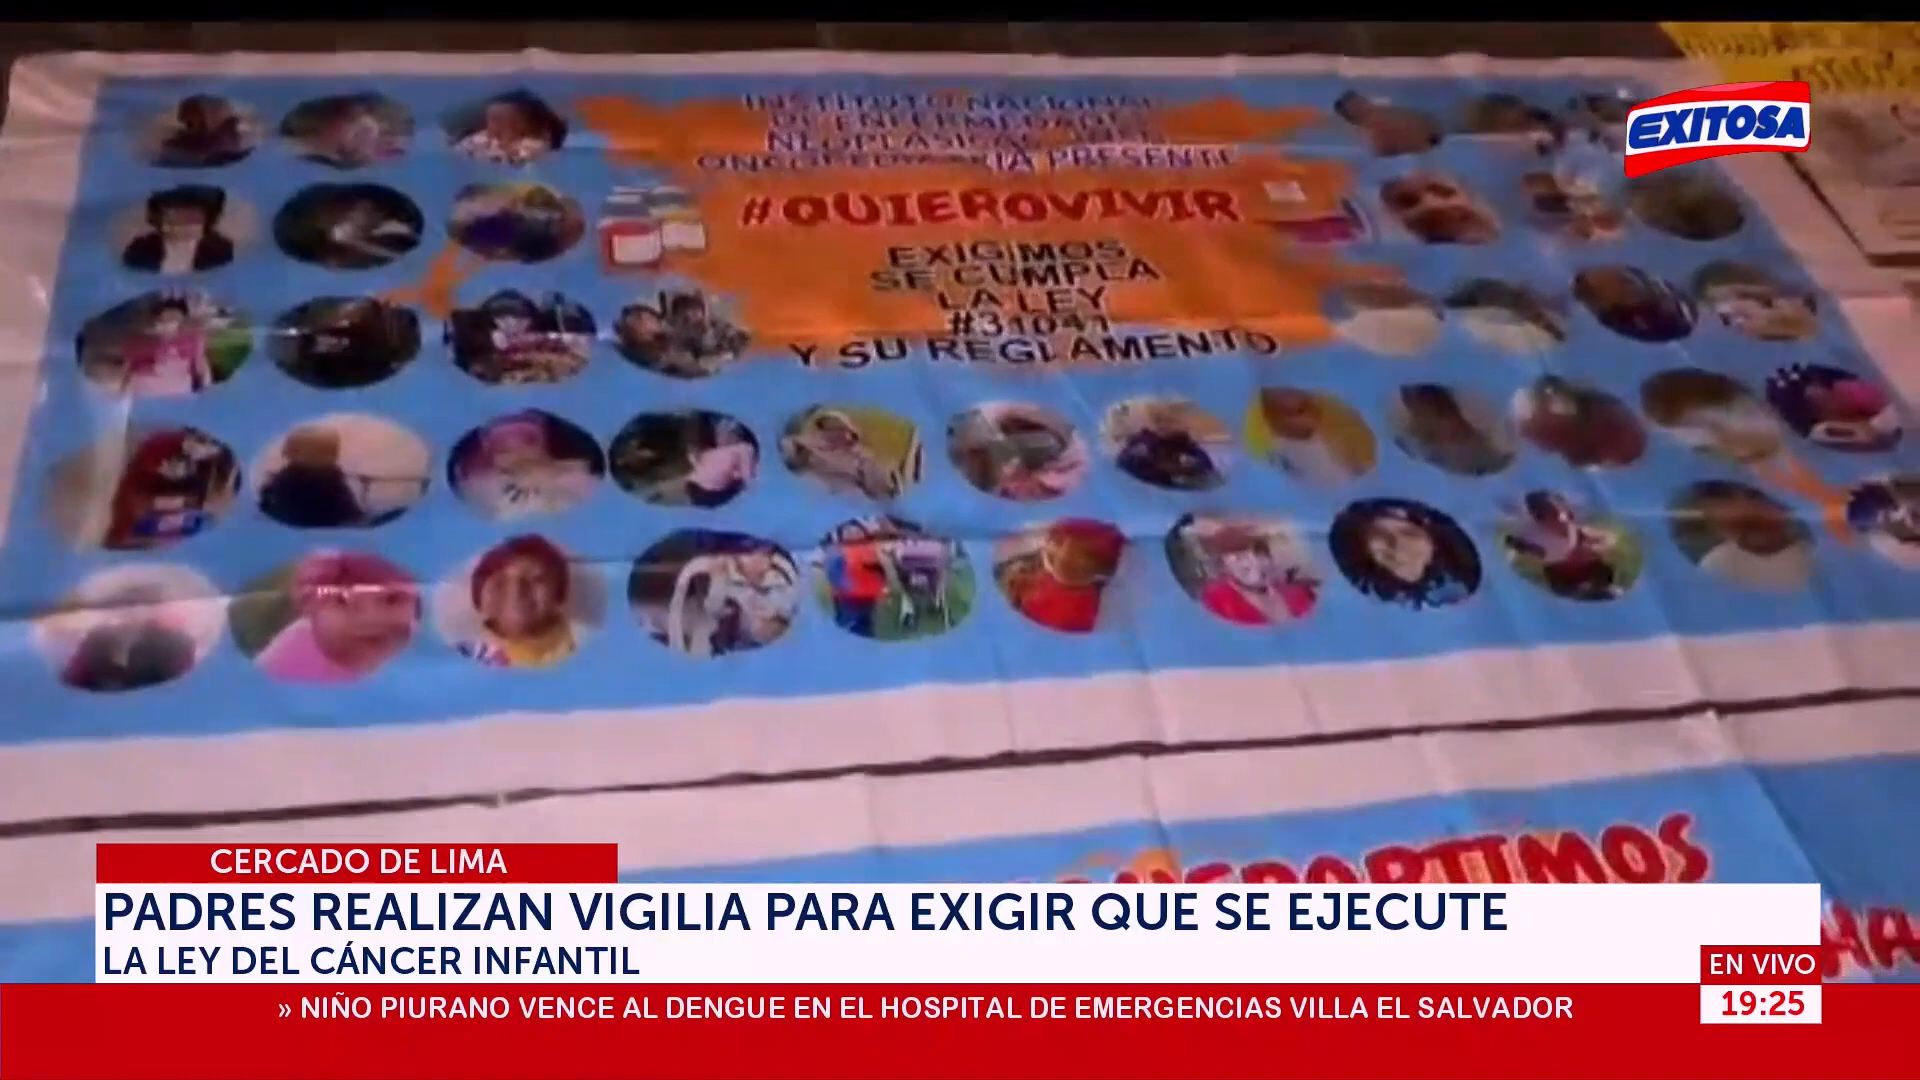 INSTITUTO NACIONAL
DE ENFERMEDADES
NEOPLASICAS
PRESENTE
#QUIEROVIVIR
EXIGIMOS
SE CUMPLA
LA LEY
#31041
Y SU REGLAMENTO
EXITOSA
CERCADO DE LIMA
PADRES REALIZAN VIGILIA PARA EXIGIR QUE SE EJECUTE
LA LEY DEL CÁNCER INFANTIL
EN VIVO
19:25
» NIÑO PIURANO VENCE AL DENGUE EN EL HOSPITAL DE EMERGENCIAS VILLA EL SALVADOR